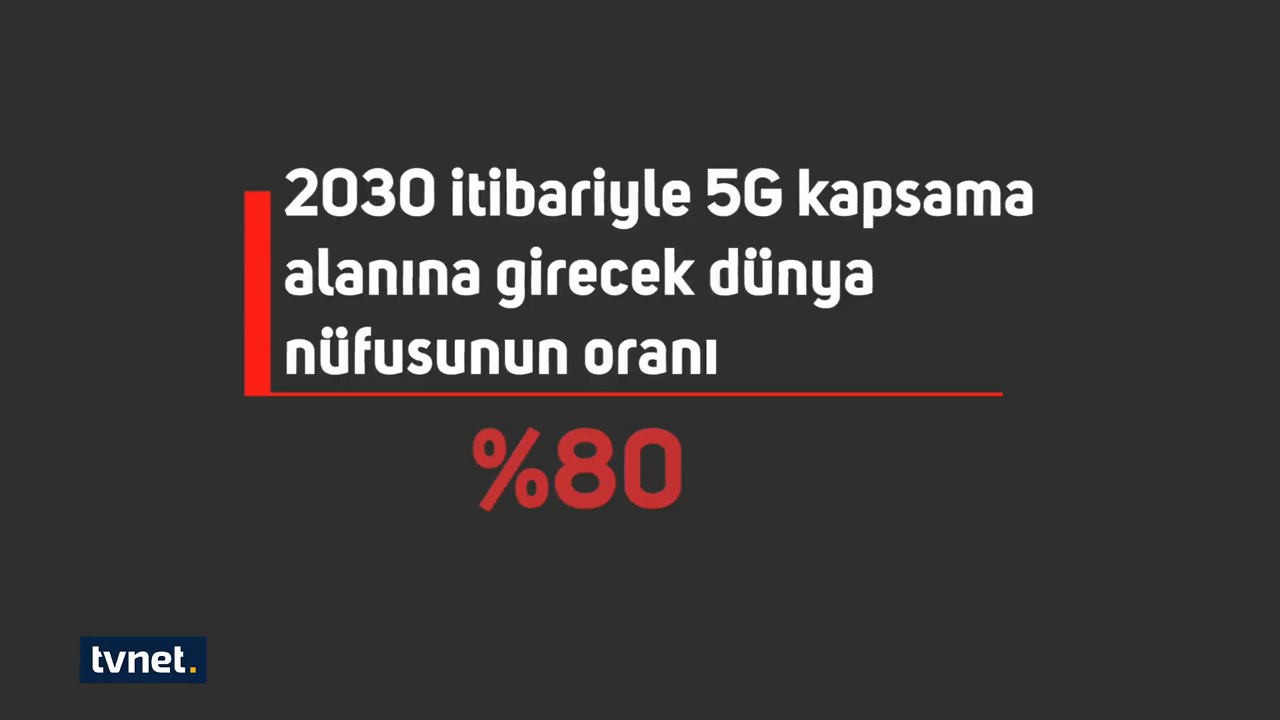 2030 itibariyle 5G kapsama
alanına girecek dünya
nüfusunun oranı
%80
tvnet.